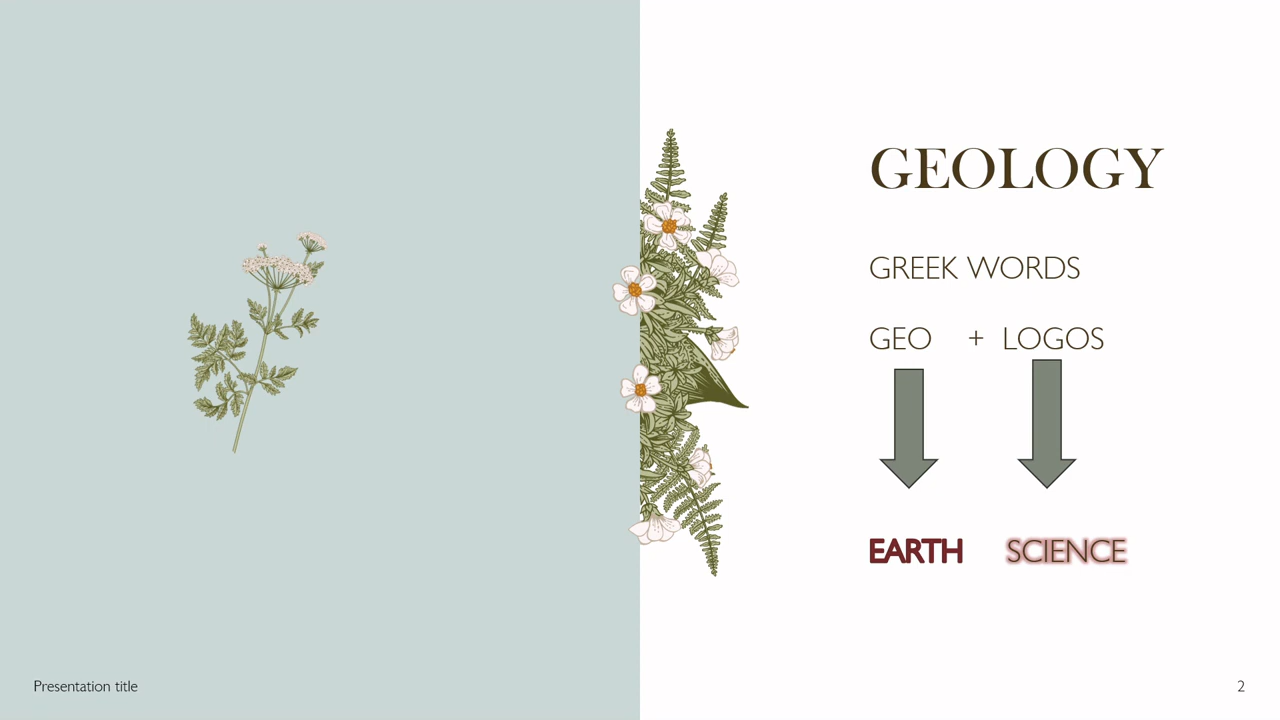 GEOLOGY
GREEK WORDS
GEO + LOGOS
EARTH SCIENCE
Presentation title
2